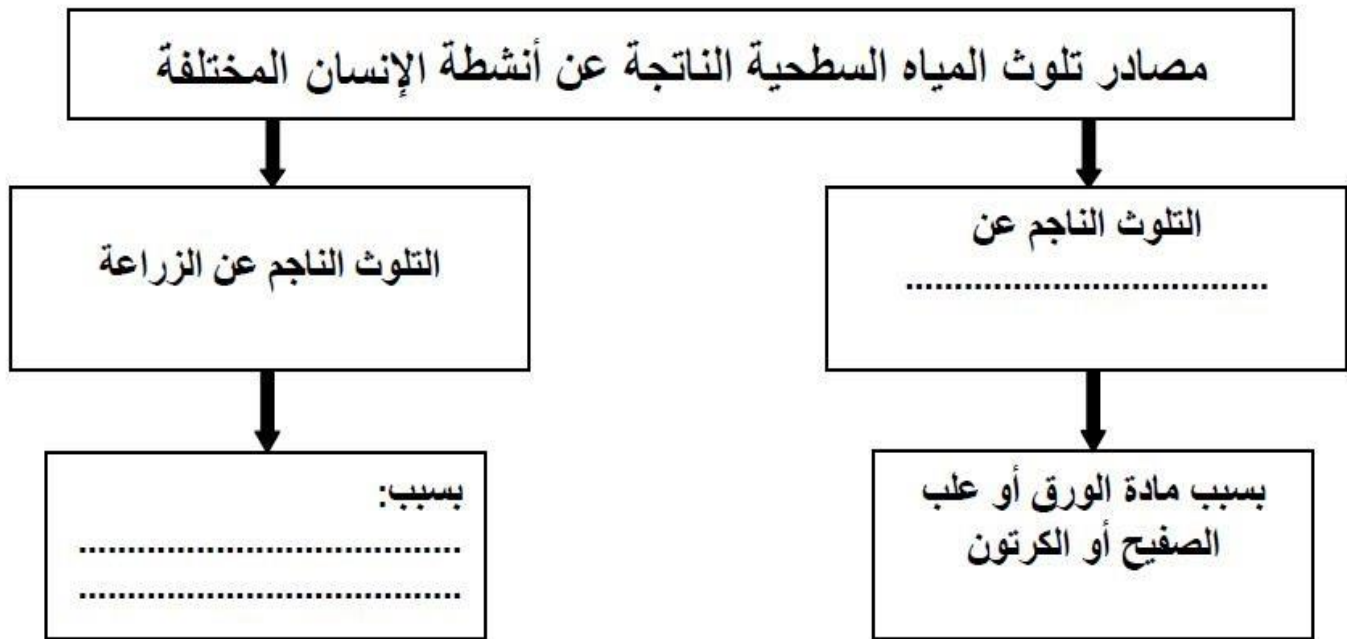 مصادر تلوث المياه السطحية الناتجة عن أنشطة الإنسان المختلفة
التلوث الناجم عن
.....................................
بسبب مادة الورق أو علب
الصفيح أو الكرتون
التلوث الناجم عن الزراعة
بسبب:
.......................................
.......................................